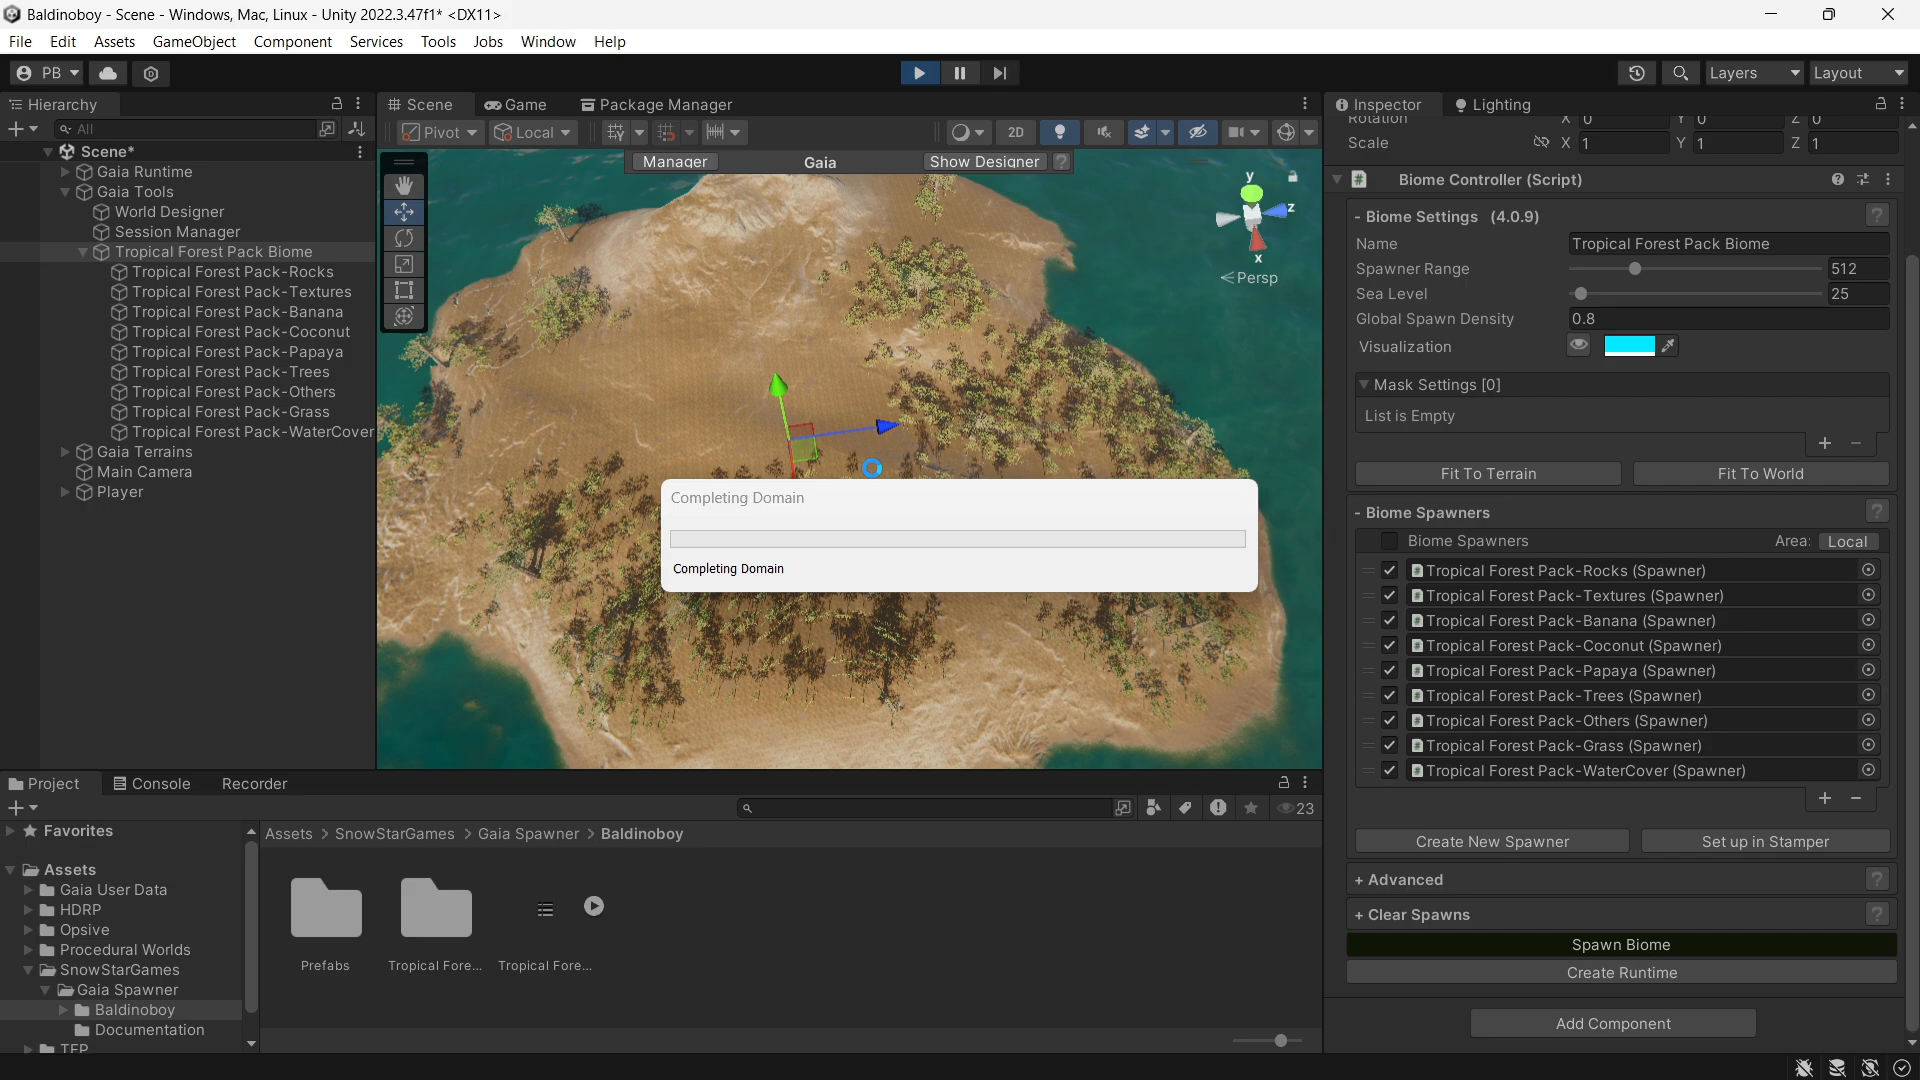 Baldinoboy - Scene - Windows, Mac, Linux - Unity 2022.3.47f1* <DX11>
File Edit Assets GameObject Component Services Tools Jobs Window Help
PB Layers Layout
Hierarchy
All
Scene*
Gaia Runtime
Gaia Tools
World Designer
Session Manager
Tropical Forest Pack Biome
Tropical Forest Pack-Rocks
Tropical Forest Pack-Textures
Tropical Forest Pack-Banana
Tropical Forest Pack-Coconut
Tropical Forest Pack-Papaya
Tropical Forest Pack-Trees
Tropical Forest Pack-Others
Tropical Forest Pack-Grass
Tropical Forest Pack-WaterCover
Gaia Terrains
Main Camera
Player
Scene Game Package Manager
Pivot Local 2D
Manager Gaia Show Designer ?
y
z
x
Persp
Completing Domain
Completing Domain
Inspector Lighting
Rotation X 0 Y 0 Z 0
Scale X 1 Y 1 Z 1
# Biome Controller (Script)
- Biome Settings (4.0.9) ?
Name Tropical Forest Pack Biome
Spawner Range 512
Sea Level 25
Global Spawn Density 0.8
Visualization
Mask Settings [0]
List is Empty
+ -
Fit To Terrain Fit To World
- Biome Spawners ?
Biome Spawners Area: Local
Tropical Forest Pack-Rocks (Spawner)
Tropical Forest Pack-Textures (Spawner)
Tropical Forest Pack-Banana (Spawner)
Tropical Forest Pack-Coconut (Spawner)
Tropical Forest Pack-Papaya (Spawner)
Tropical Forest Pack-Trees (Spawner)
Tropical Forest Pack-Others (Spawner)
Tropical Forest Pack-Grass (Spawner)
Tropical Forest Pack-WaterCover (Spawner)
+ -
Create New Spawner Set up in Stamper
+ Advanced ?
+ Clear Spawns ?
Spawn Biome
Create Runtime
Add Component
Project Console Recorder
23
Favorites
Assets
Gaia User Data
HDRP
Opsive
Procedural Worlds
SnowStarGames
Gaia Spawner
Baldinoboy
Documentation
TFP
Assets > SnowStarGames > Gaia Spawner > Baldinoboy
Prefabs Tropical Fore... Tropical Fore...